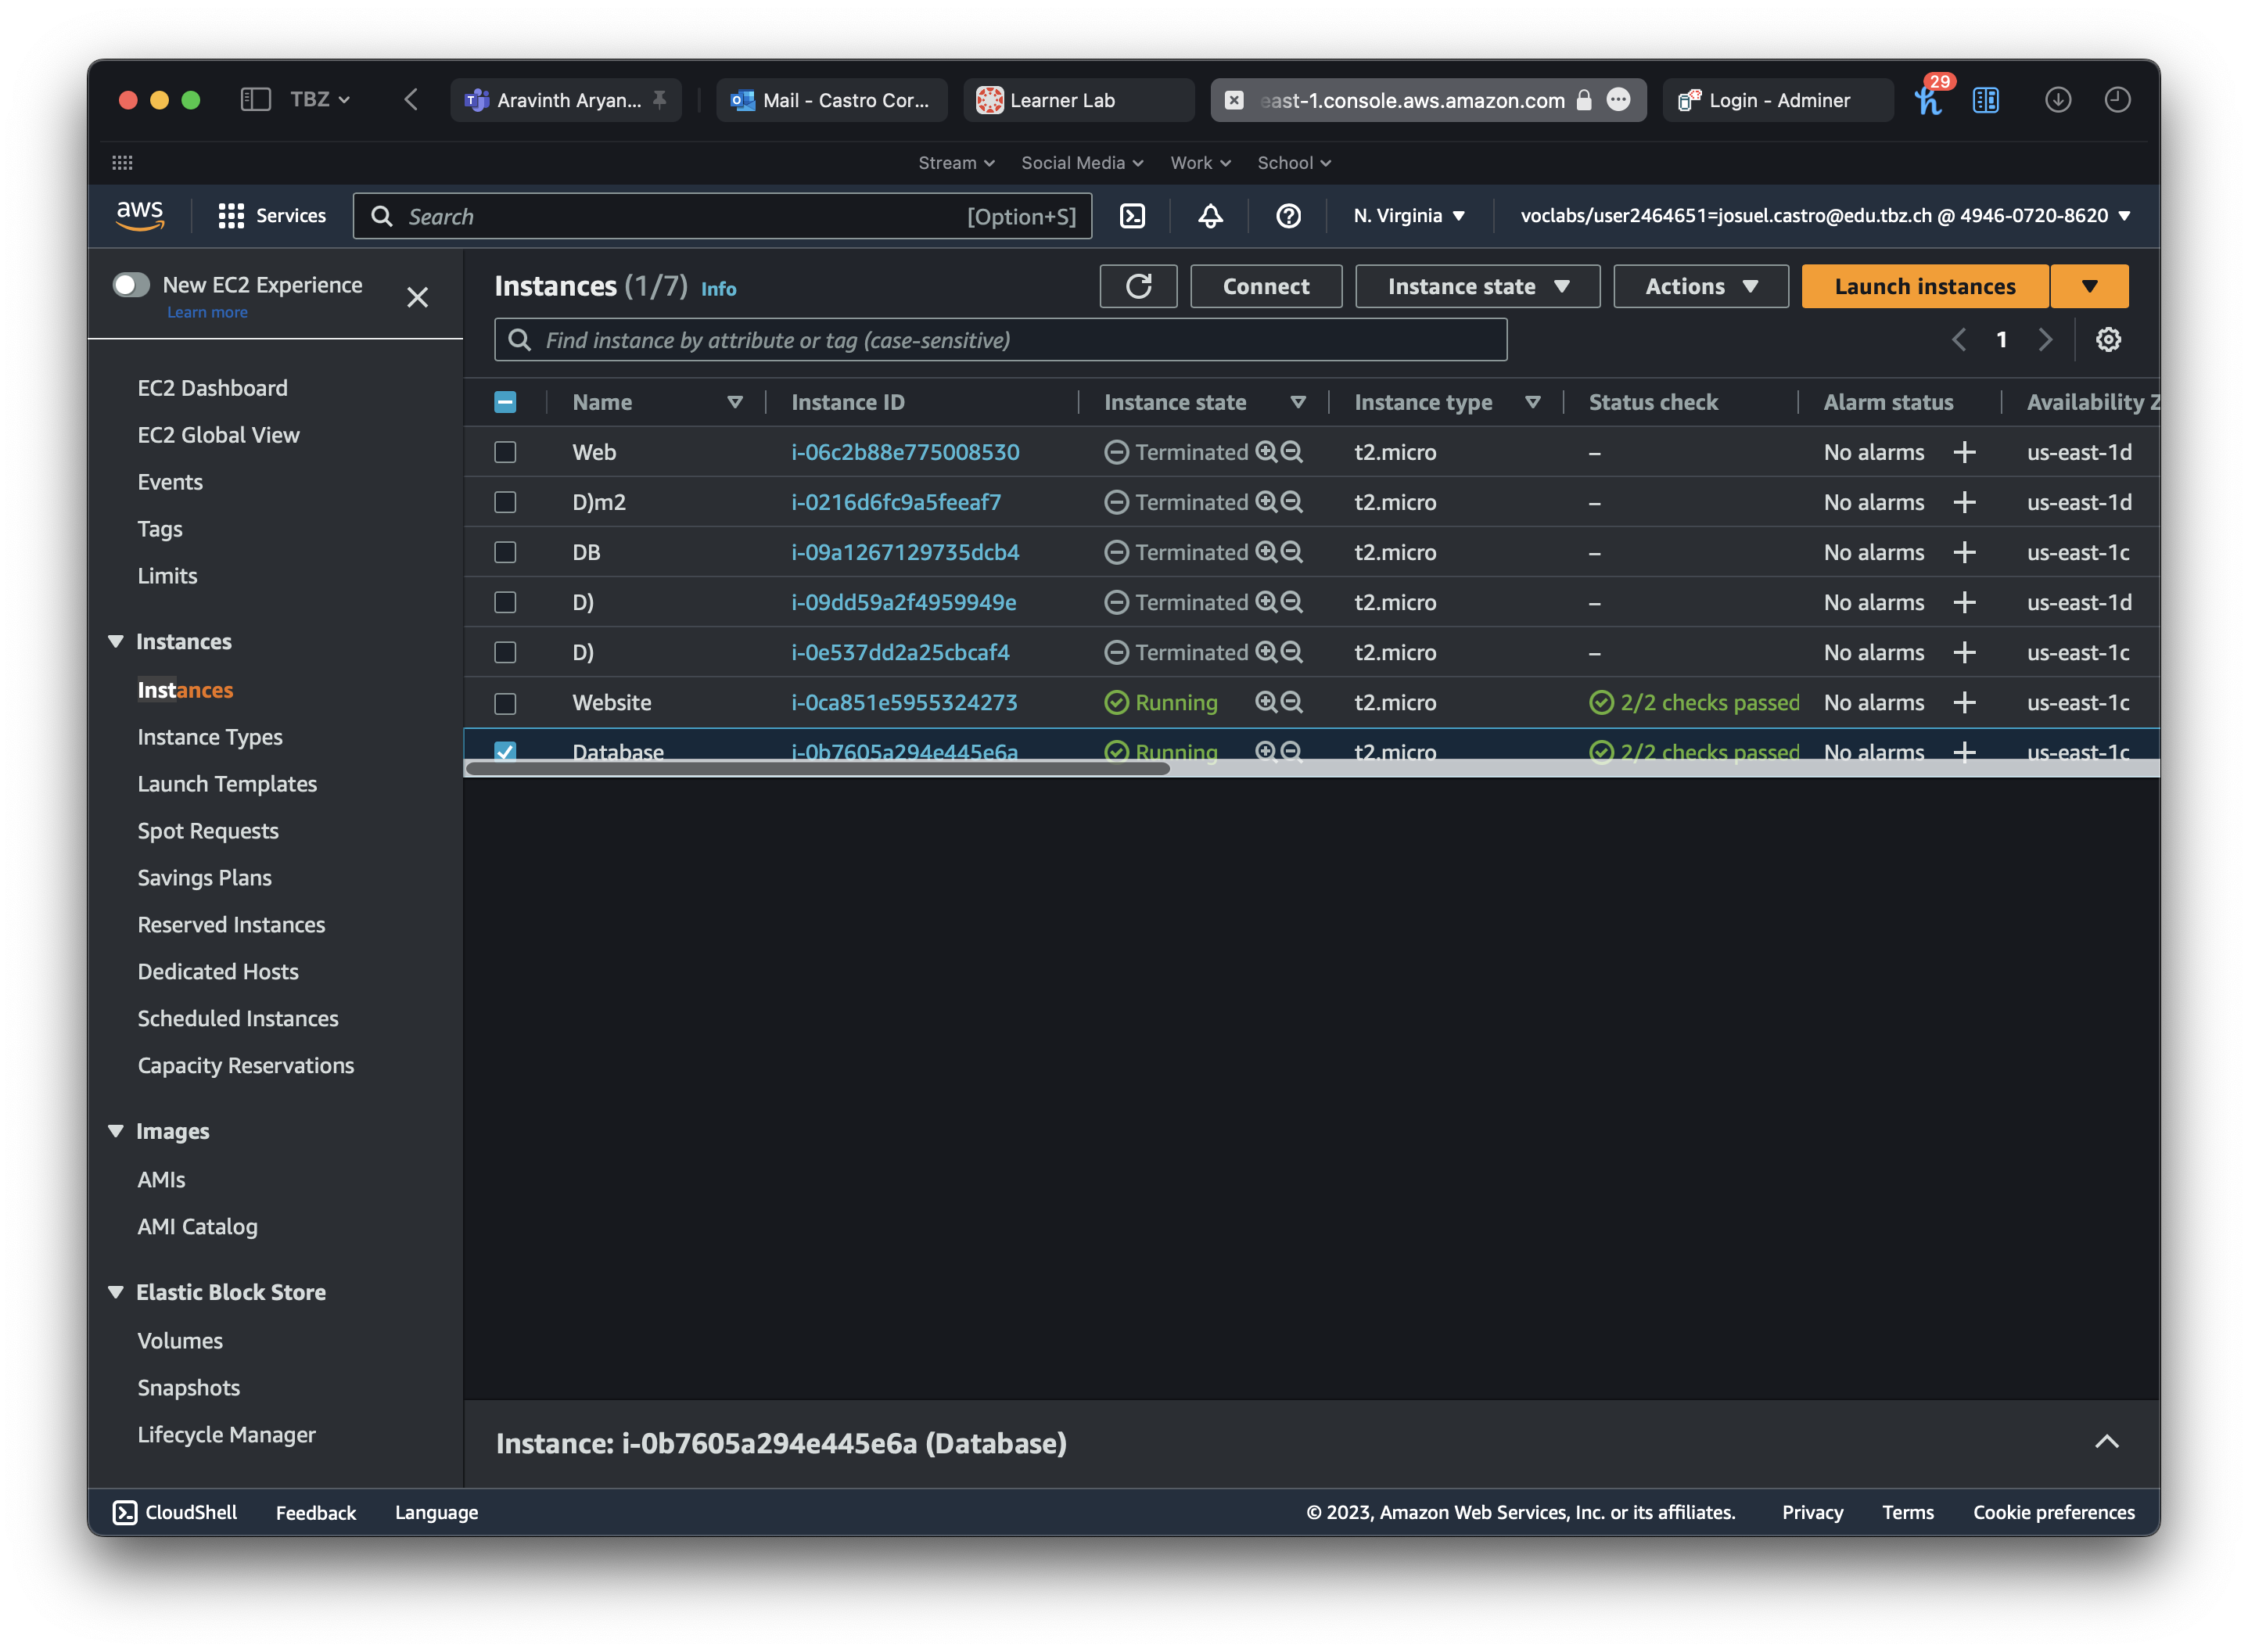 TBZ Aravinth Aryan... Mail - Castro Cor... Learner Lab east-1.console.aws.amazon.com Login - Adminer 29
Stream Social Media Work School
aws Services Search [Option+S] N. Virginia voclabs/user2464651=josuel.castro@edu.tbz.ch @ 4946-0720-8620
New EC2 Experience
Learn more
EC2 Dashboard
EC2 Global View
Events
Tags
Limits
Instances
Instances
Instance Types
Launch Templates
Spot Requests
Savings Plans
Reserved Instances
Dedicated Hosts
Scheduled Instances
Capacity Reservations
Images
AMIs
AMI Catalog
Elastic Block Store
Volumes
Snapshots
Lifecycle Manager
Instances (1/7) Info Connect Instance state Actions Launch instances
Find instance by attribute or tag (case-sensitive) 1
Name Instance ID Instance state Instance type Status check Alarm status Availability Z
Web i-06c2b88e775008530 Terminated t2.micro – No alarms us-east-1d
D)m2 i-0216d6fc9a5feeaf7 Terminated t2.micro – No alarms us-east-1d
DB i-09a1267129735dcb4 Terminated t2.micro – No alarms us-east-1c
D) i-09dd59a2f4959949e Terminated t2.micro – No alarms us-east-1d
D) i-0e537dd2a25cbcaf4 Terminated t2.micro – No alarms us-east-1c
Website i-0ca851e5955324273 Running t2.micro 2/2 checks passed No alarms us-east-1c
Database i-0b7605a294e445e6a Running t2.micro 2/2 checks passed No alarms us-east-1c
Instance: i-0b7605a294e445e6a (Database)
CloudShell Feedback Language © 2023, Amazon Web Services, Inc. or its affiliates. Privacy Terms Cookie preferences